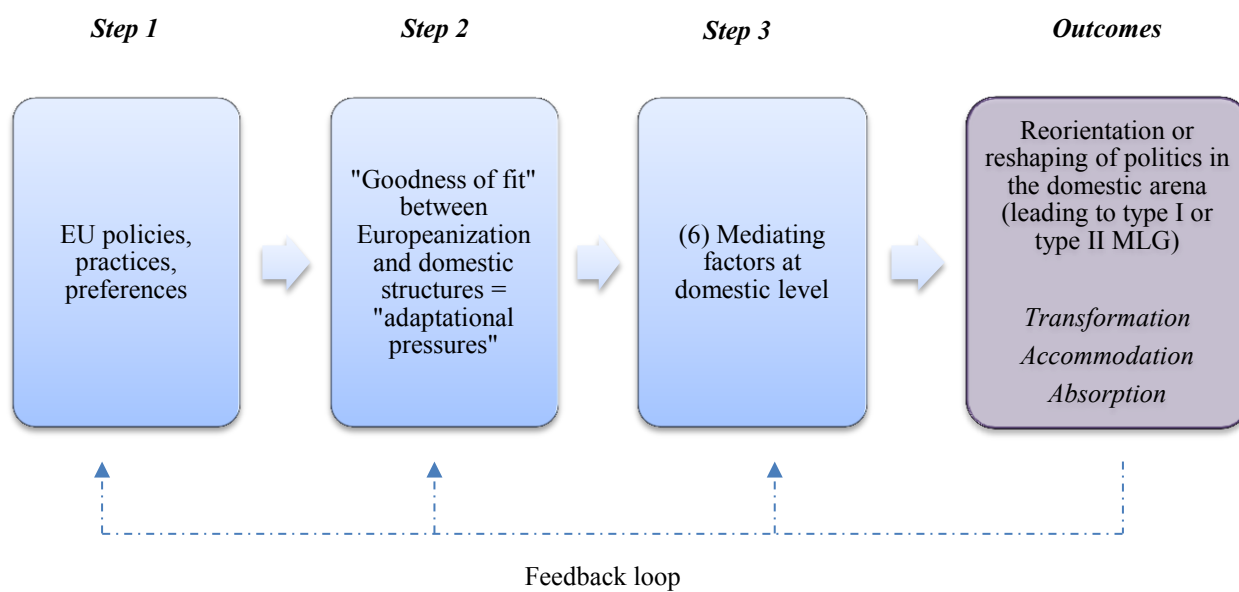 Step 1
Step 2
Step 3
Outcomes
EU policies,
practices,
preferences
"Goodness of fit"
between
Europeanization
and domestic
structures =
"adaptational
pressures"
(6) Mediating
factors at
domestic level
Reorientation or
reshaping of politics in
the domestic arena
(leading to type I or
type II MLG)
Transformation
Accommodation
Absorption
Feedback loop